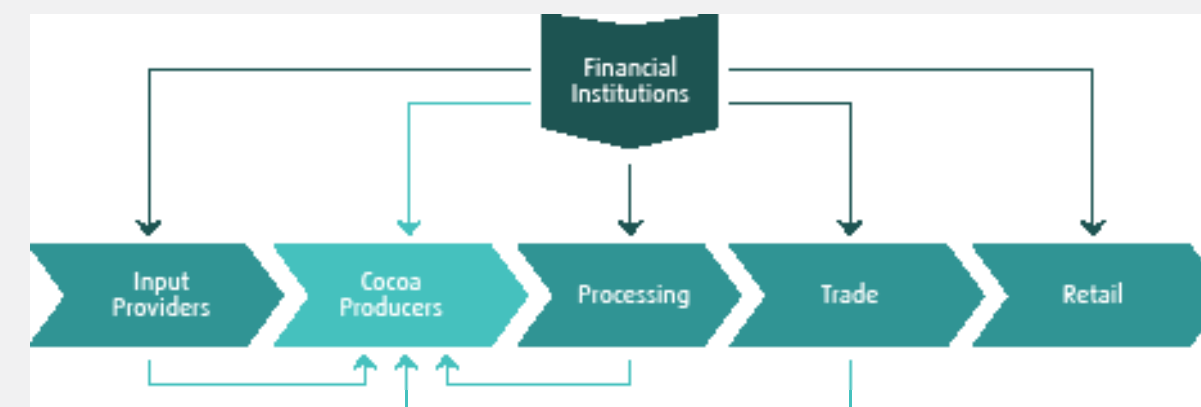 Financial
Institutions
Input
Providers
Cocoa
Producers
Processing
Trade
Retail